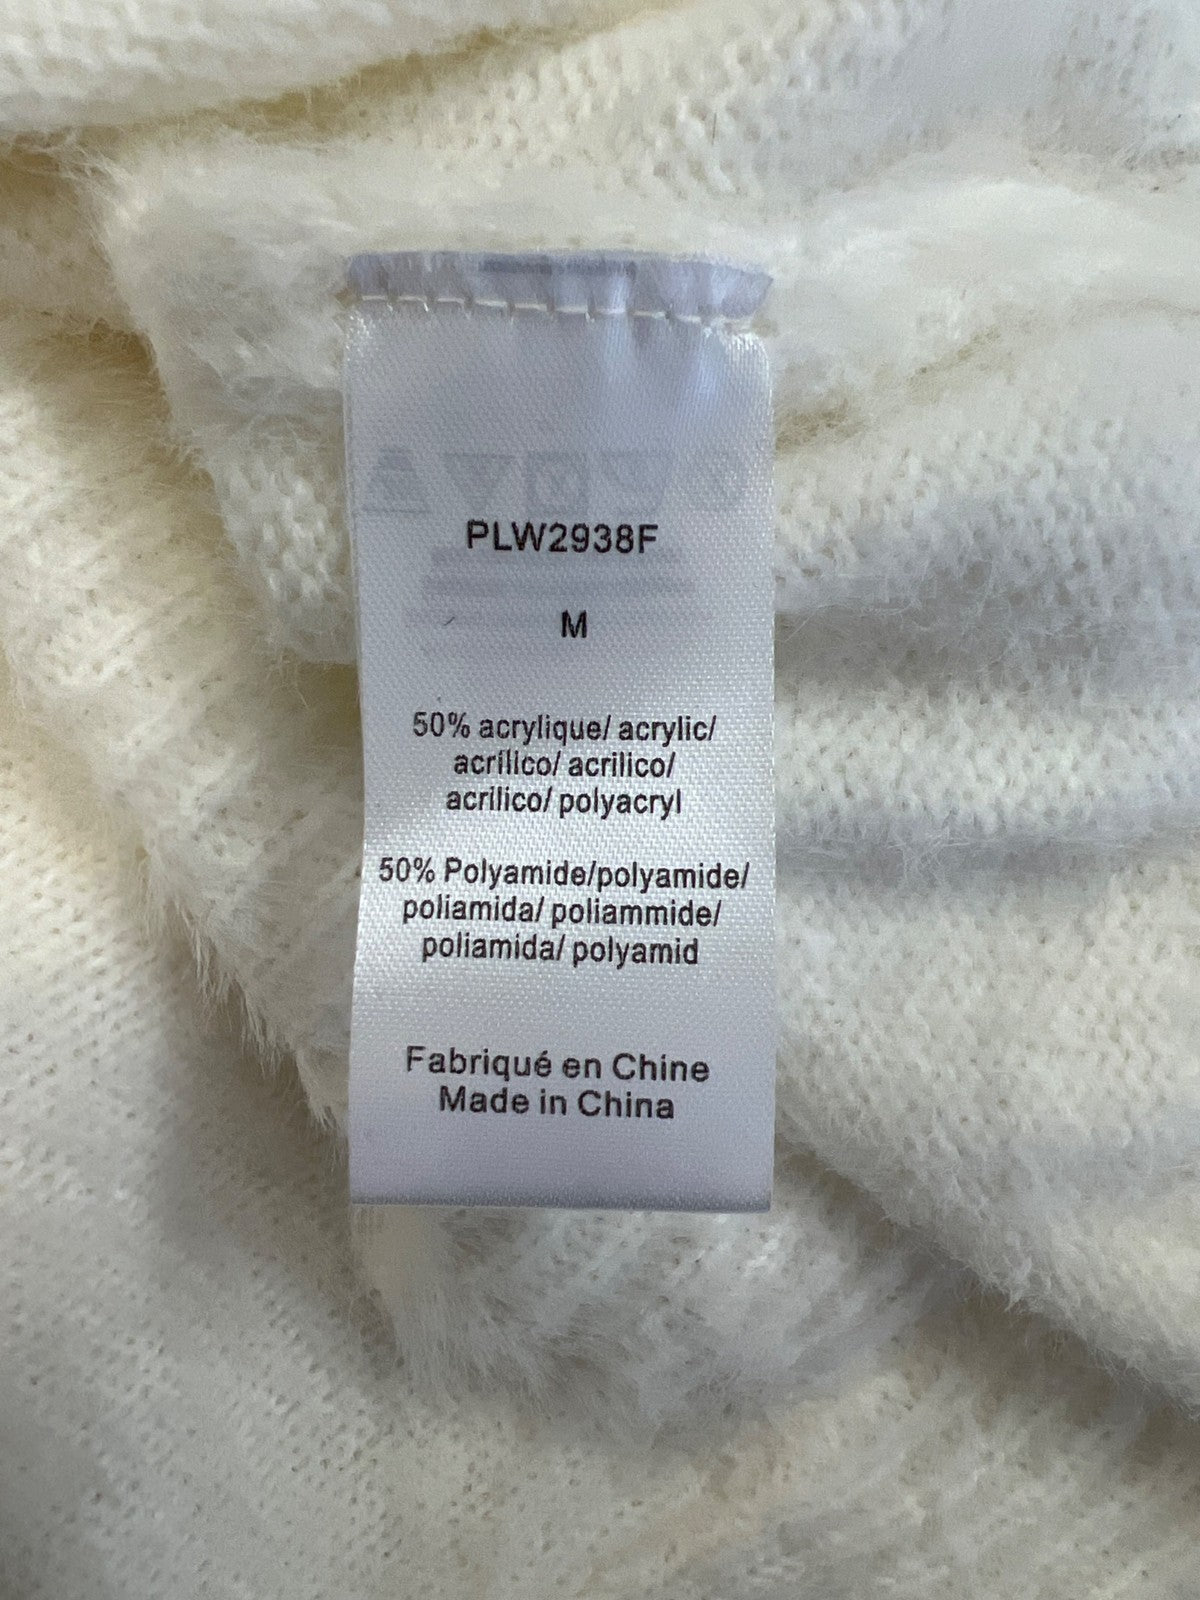 PLW2938F
M
50% acrylique/ acrylic/
acrílico/ acrilico/
acrilico/ polyacryl
50% Polyamide/polyamide/
poliamida/ poliammide/
poliamida/ polyamid
Fabriqué en Chine
Made in China